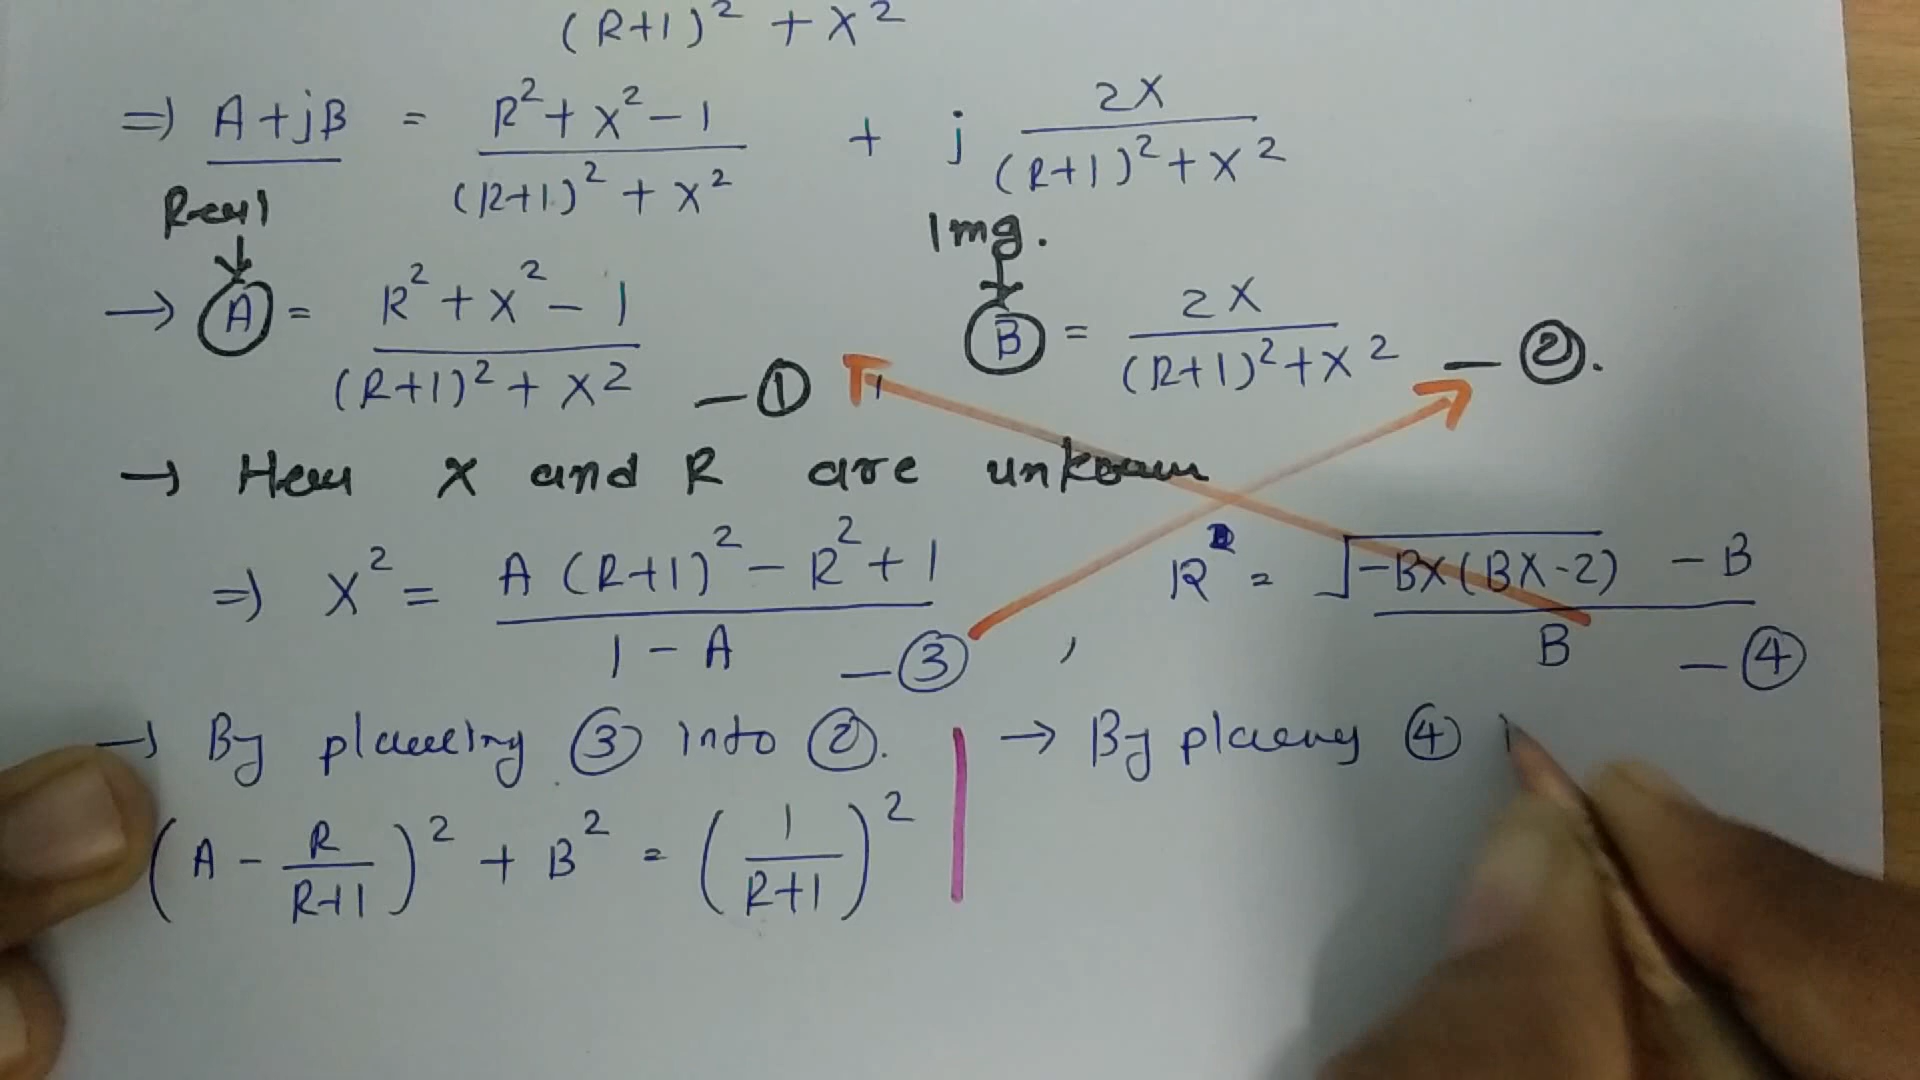 (R+1)² + X²
⇒ A+jB = (R² + X² − 1) / ((R+1)² + X²) + j 2X / ((R+1)² + X²)
Real Img.
→ A = (R² + X² − 1) / ((R+1)² + X²) — ① B = 2X / ((R+1)² + X²) — ②.
→ Here X and R are unknown
⇒ X² = (A(R+1)² − R² + 1) / (1 − A) — ③ , R = (√(−BX(BX−2)) − B) / B — ④
→ By placing ③ into ②. → By placing ④ i
(A − R/(R+1))² + B² = (1/(R+1))²